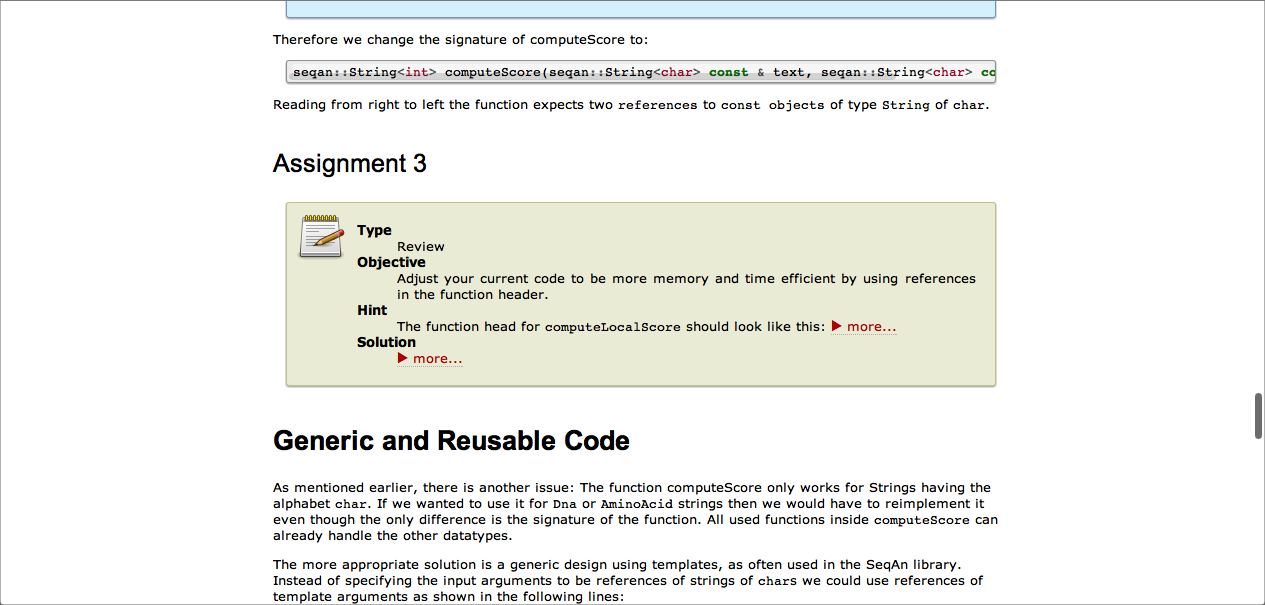 Therefore we change the signature of computeScore to:
seqan::String<int> computeScore(seqan::String<char> const & text, seqan::String<char> co
Reading from right to left the function expects two references to const objects of type String of char.
Assignment 3
Type
Review
Objective
Adjust your current code to be more memory and time efficient by using references
in the function header.
Hint
The function head for computeLocalScore should look like this: ▶ more...
Solution
▶ more...
Generic and Reusable Code
As mentioned earlier, there is another issue: The function computeScore only works for Strings having the
alphabet char. If we wanted to use it for Dna or AminoAcid strings then we would have to reimplement it
even though the only difference is the signature of the function. All used functions inside computeScore can
already handle the other datatypes.
The more appropriate solution is a generic design using templates, as often used in the SeqAn library.
Instead of specifying the input arguments to be references of strings of chars we could use references of
template arguments as shown in the following lines: